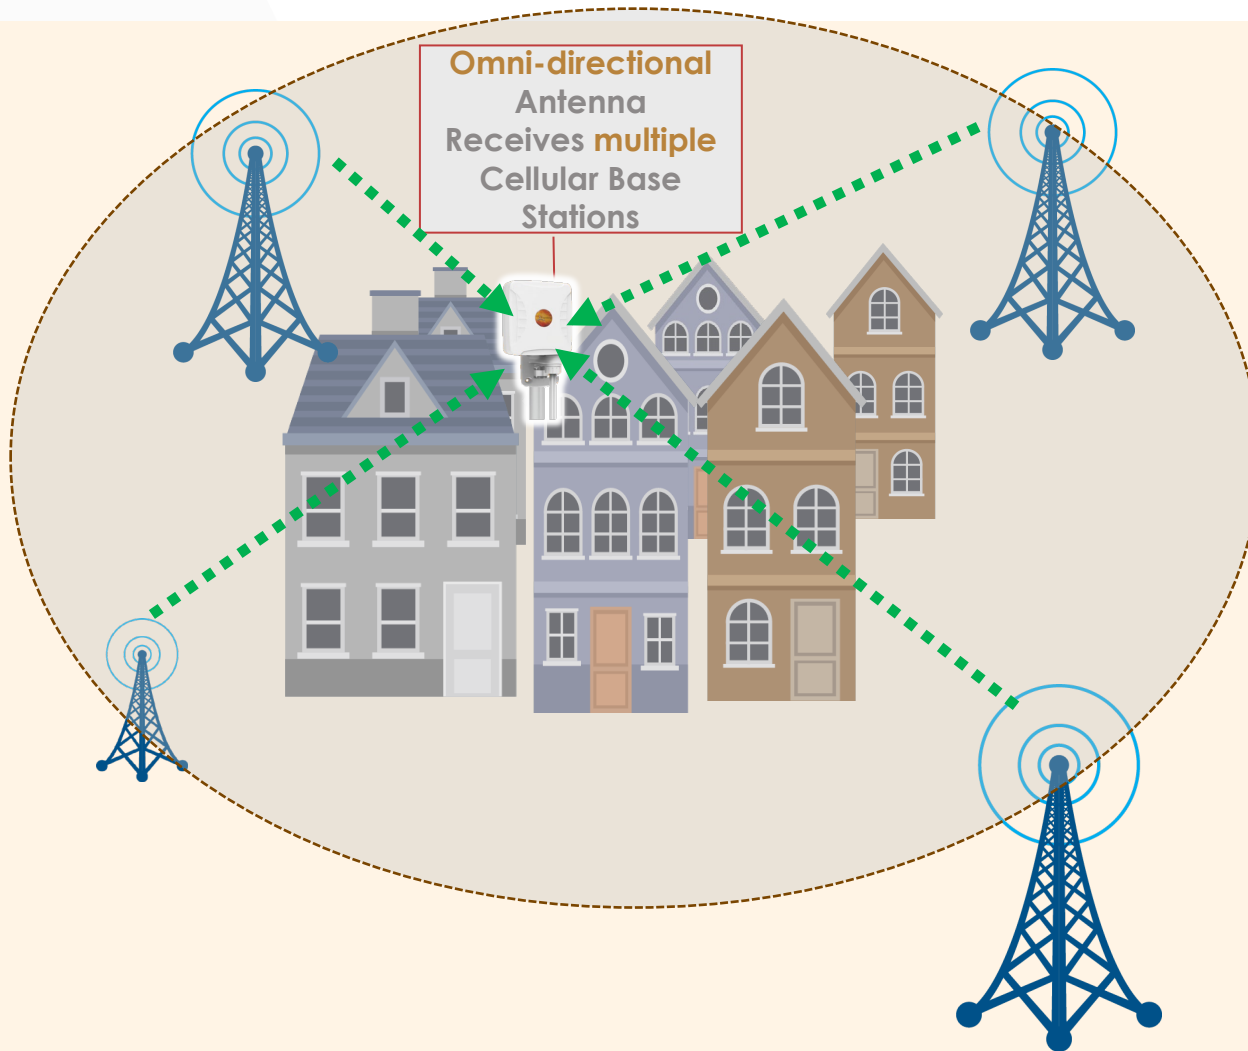 Omni-directional
Antenna
Receives multiple
Cellular Base
Stations